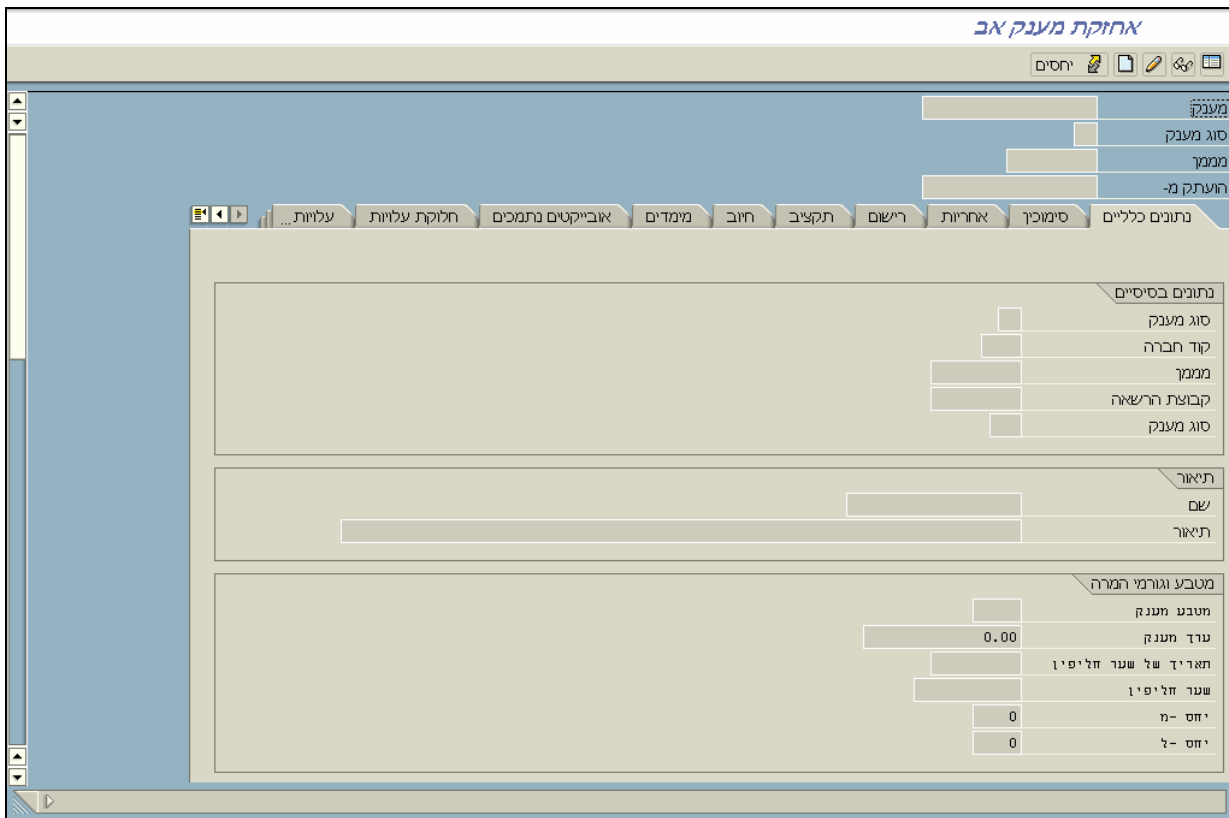 אחזקת מענק אב
יחסים
מענק
סוג מענק
מממן
הועתק מ-
נתונים כלליים סימוכין אחריות רישום תקציב חיוב מימדים אובייקטים נתמכים חלוקת עלויות עלויות...
נתונים בסיסיים
סוג מענק
קוד חברה
מממן
קבוצת הרשאה
סוג מענק
תיאור
שם
תיאור
מטבע וגורמי המרה
מטבע מענק
ערך מענק 0.00
תאריך של שער חליפין
שער חליפין
יחס -מ 0
יחס -ל 0